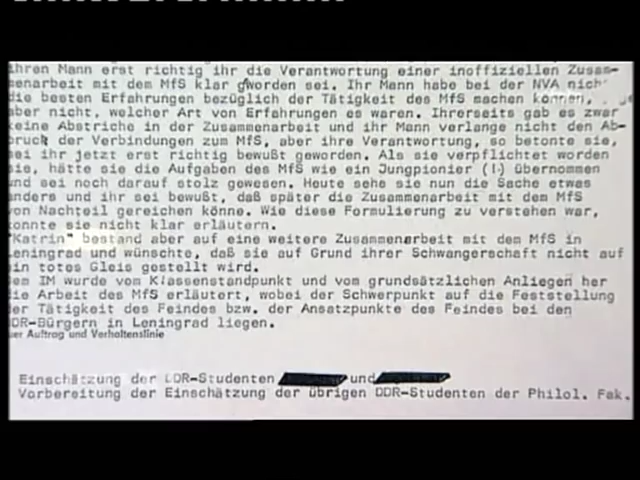 ihren Mann erst richtig ihr die Verantwortung einer inoffiziellen Zusam-
menarbeit mit dem MfS klar geworden sei. Ihr Mann habe bei der NVA nich
die besten Erfahrungen bezüglich der Tätigkeit des MfS machen können,
aber nicht, welcher Art von Erfahrungen es waren. Ihrerseits gab es zwar
keine Abstriche in der Zusammenarbeit und ihr Mann verlange nicht den Ab-
bruch der Verbindungen zum MfS, aber ihre Verantwortung, so betonte sie,
sei ihr jetzt erst richtig bewußt geworden. Als sie verpflichtet worden
sie, hätte sie die Aufgaben des MfS wie ein Jungpionier (!) übernommen
und sei noch darauf stolz gewesen. Heute sehe sie nun die Sache etwas
anders und ihr sei bewußt, daß später die Zusammenarbeit mit dem MfS
von Nachteil gereichen könne. Wie diese Formulierung zu verstehen war,
konnte sie nicht klar erläutern.
"Katrin" bestand aber auf eine weitere Zusammenarbeit mit dem MfS in
Leningrad und wünschte, daß sie auf Grund ihrer Schwangerschaft nicht auf
ein totes Gleis gestellt wird.
Dem IM wurde vom Klassenstandpunkt und vom grundsätzlichen Anliegen her
die Arbeit des MfS erläutert, wobei der Schwerpunkt auf die Feststellung
der Tätigkeit des Feindes bzw. der Ansatzpunkte des Feindes bei den
DDR-Bürgern in Leningrad liegen.
uer Auftrag und Verhaltenslinie
Einschätzung der DDR-Studenten und
Vorbereitung der Einschätzung der übrigen DDR-Studenten der Philol. Fak.